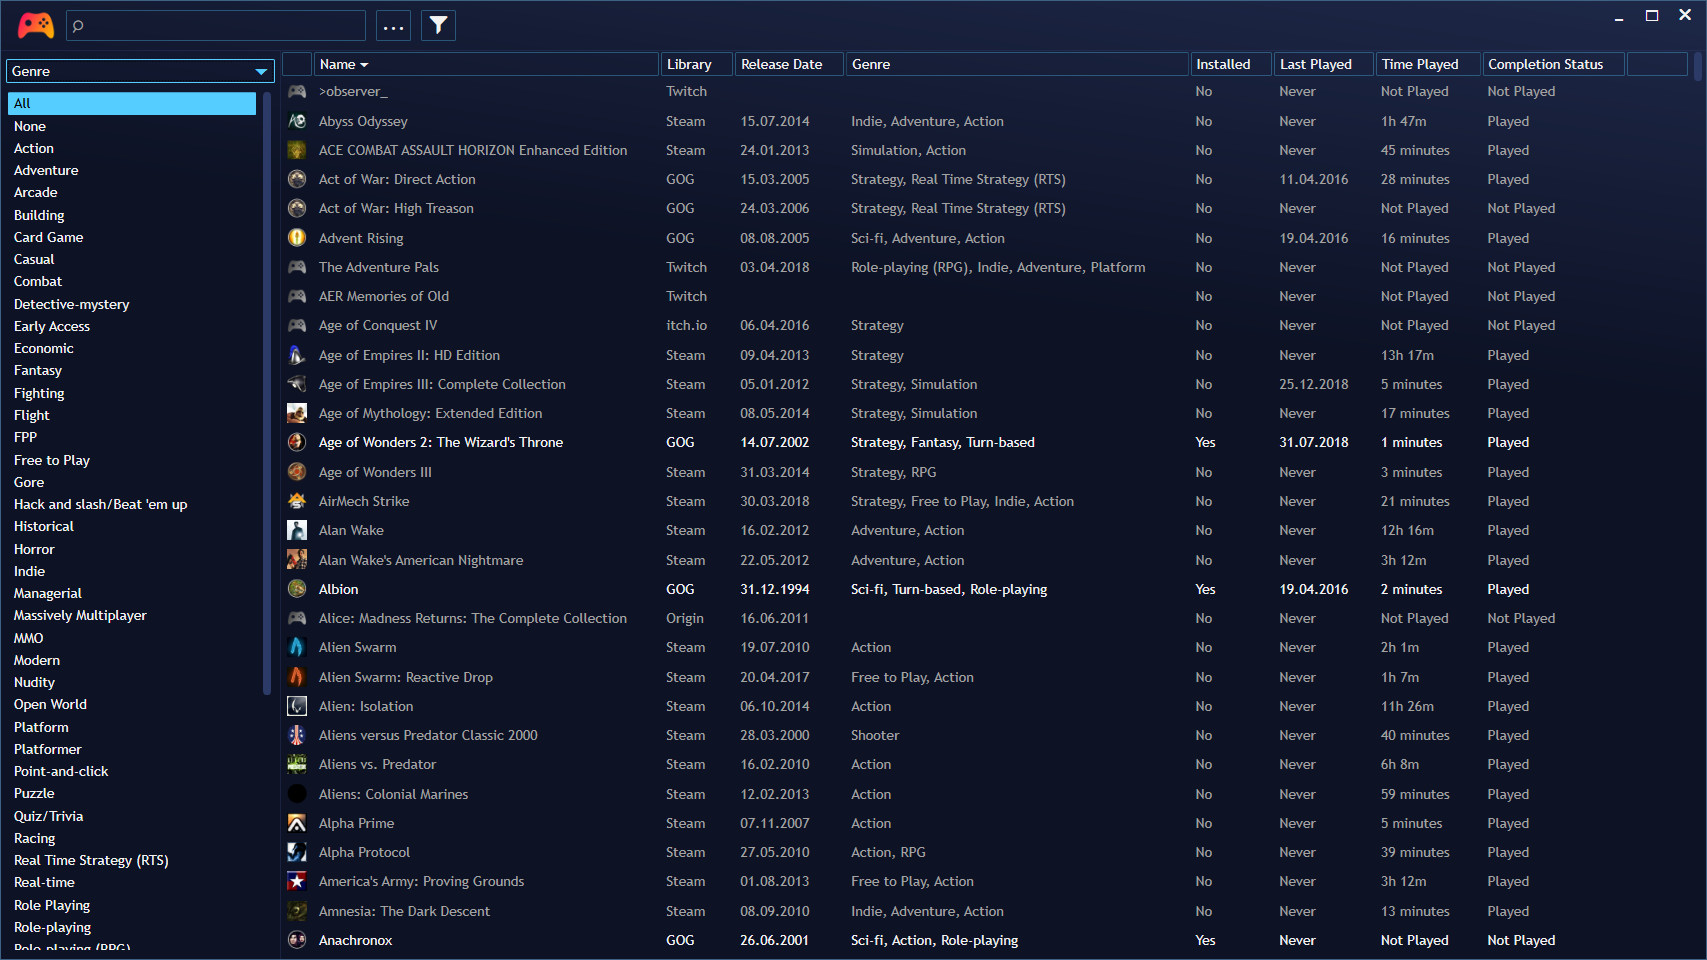 ...
Genre
All
None
Action
Adventure
Arcade
Building
Card Game
Casual
Combat
Detective-mystery
Early Access
Economic
Fantasy
Fighting
Flight
FPP
Free to Play
Gore
Hack and slash/Beat 'em up
Historical
Horror
Indie
Managerial
Massively Multiplayer
MMO
Modern
Nudity
Open World
Platform
Platformer
Point-and-click
Puzzle
Quiz/Trivia
Racing
Real Time Strategy (RTS)
Real-time
Role Playing
Role-playing
Role-playing (RPG)
Name Library Release Date Genre Installed Last Played Time Played Completion Status
>observer_ Twitch No Never Not Played Not Played
Abyss Odyssey Steam 15.07.2014 Indie, Adventure, Action No Never 1h 47m Played
ACE COMBAT ASSAULT HORIZON Enhanced Edition Steam 24.01.2013 Simulation, Action No Never 45 minutes Played
Act of War: Direct Action GOG 15.03.2005 Strategy, Real Time Strategy (RTS) No 11.04.2016 28 minutes Played
Act of War: High Treason GOG 24.03.2006 Strategy, Real Time Strategy (RTS) No Never Not Played Not Played
Advent Rising GOG 08.08.2005 Sci-fi, Adventure, Action No 19.04.2016 16 minutes Played
The Adventure Pals Twitch 03.04.2018 Role-playing (RPG), Indie, Adventure, Platform No Never Not Played Not Played
AER Memories of Old Twitch No Never Not Played Not Played
Age of Conquest IV itch.io 06.04.2016 Strategy No Never Not Played Not Played
Age of Empires II: HD Edition Steam 09.04.2013 Strategy No Never 13h 17m Played
Age of Empires III: Complete Collection Steam 05.01.2012 Strategy, Simulation No 25.12.2018 5 minutes Played
Age of Mythology: Extended Edition Steam 08.05.2014 Strategy, Simulation No Never 17 minutes Played
Age of Wonders 2: The Wizard's Throne GOG 14.07.2002 Strategy, Fantasy, Turn-based Yes 31.07.2018 1 minutes Played
Age of Wonders III Steam 31.03.2014 Strategy, RPG No Never 3 minutes Played
AirMech Strike Steam 30.03.2018 Strategy, Free to Play, Indie, Action No Never 21 minutes Played
Alan Wake Steam 16.02.2012 Adventure, Action No Never 12h 16m Played
Alan Wake's American Nightmare Steam 22.05.2012 Adventure, Action No Never 3h 12m Played
Albion GOG 31.12.1994 Sci-fi, Turn-based, Role-playing Yes 19.04.2016 2 minutes Played
Alice: Madness Returns: The Complete Collection Origin 16.06.2011 No Never Not Played Not Played
Alien Swarm Steam 19.07.2010 Action No Never 2h 1m Played
Alien Swarm: Reactive Drop Steam 20.04.2017 Free to Play, Action No Never 1h 7m Played
Alien: Isolation Steam 06.10.2014 Action No Never 11h 26m Played
Aliens versus Predator Classic 2000 Steam 28.03.2000 Shooter No Never 40 minutes Played
Aliens vs. Predator Steam 16.02.2010 Action No Never 6h 8m Played
Aliens: Colonial Marines Steam 12.02.2013 Action No Never 59 minutes Played
Alpha Prime Steam 07.11.2007 Action No Never 5 minutes Played
Alpha Protocol Steam 27.05.2010 Action, RPG No Never 39 minutes Played
America's Army: Proving Grounds Steam 01.08.2013 Free to Play, Action No Never 3h 12m Played
Amnesia: The Dark Descent Steam 08.09.2010 Indie, Adventure, Action No Never 13 minutes Played
Anachronox GOG 26.06.2001 Sci-fi, Action, Role-playing Yes Never Not Played Not Played